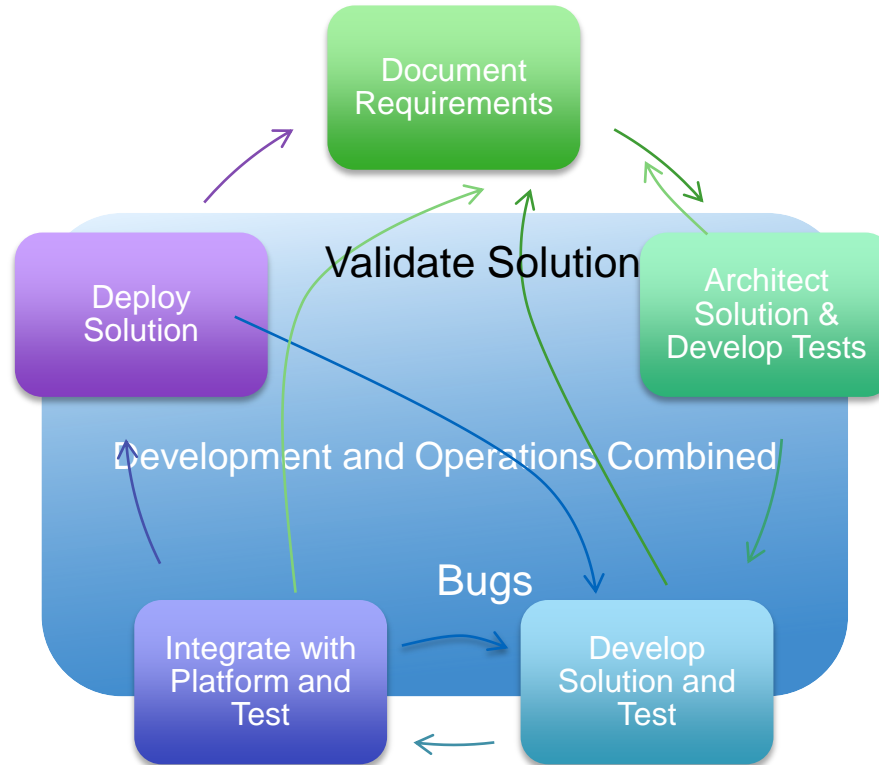 Document
Requirements
Validate Solution
Deploy
Solution
Architect
Solution &
Develop Tests
Development and Operations Combined
Bugs
Integrate with
Platform and
Test
Develop
Solution and
Test